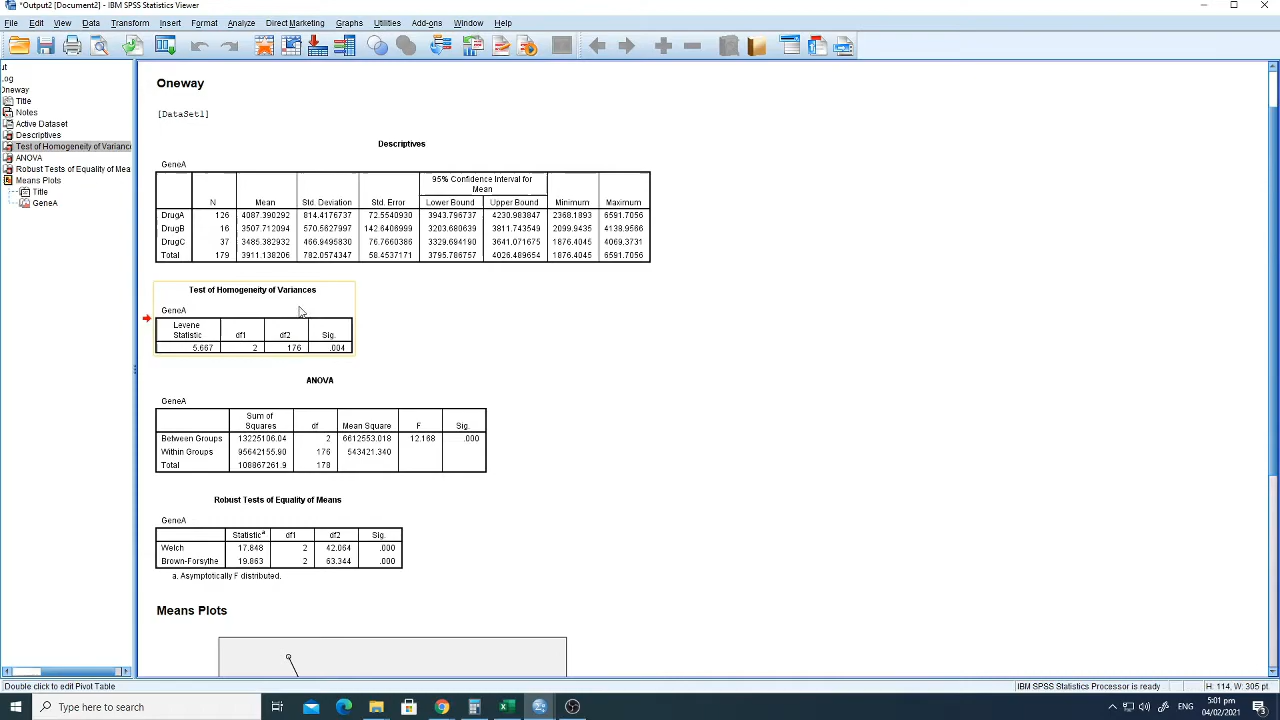 *Output2 [Document2] - IBM SPSS Statistics Viewer
File Edit View Data Transform Insert Format Analyze Direct Marketing Graphs Utilities Add-ons Window Help
ut
og
neway
Title
Notes
Active Dataset
Descriptives
Test of Homogeneity of Varianc
ANOVA
Robust Tests of Equality of Mea
Means Plots
Title
GeneA
Oneway
[DataSet1]
Descriptives
GeneA
95% Confidence Interval for Mean
N Mean Std. Deviation Std. Error Lower Bound Upper Bound Minimum Maximum
DrugA 126 4087.390292 814.4176737 72.5540930 3943.796737 4230.983847 2368.1893 6591.7056
DrugB 16 3507.712094 570.5627997 142.6406999 3203.680639 3811.743549 2099.9435 4138.9566
DrugC 37 3485.382932 466.9495830 76.7660386 3329.694190 3641.071675 1876.4045 4069.3731
Total 179 3911.138206 782.0574347 58.4537171 3795.786757 4026.489654 1876.4045 6591.7056
Test of Homogeneity of Variances
GeneA
Levene Statistic df1 df2 Sig.
5.667 2 176 .004
ANOVA
GeneA
Sum of Squares df Mean Square F Sig.
Between Groups 13225106.04 2 6612553.018 12.168 .000
Within Groups 95642155.90 176 543421.340
Total 108867261.9 178
Robust Tests of Equality of Means
GeneA
Statistic^a df1 df2 Sig.
Welch 17.848 2 42.064 .000
Brown-Forsythe 19.863 2 63.344 .000
a. Asymptotically F distributed.
Means Plots
Double click to edit Pivot Table
IBM SPSS Statistics Processor is ready
H: 114, W: 305 pt
Type here to search
ENG
5:01 pm
04/02/2021